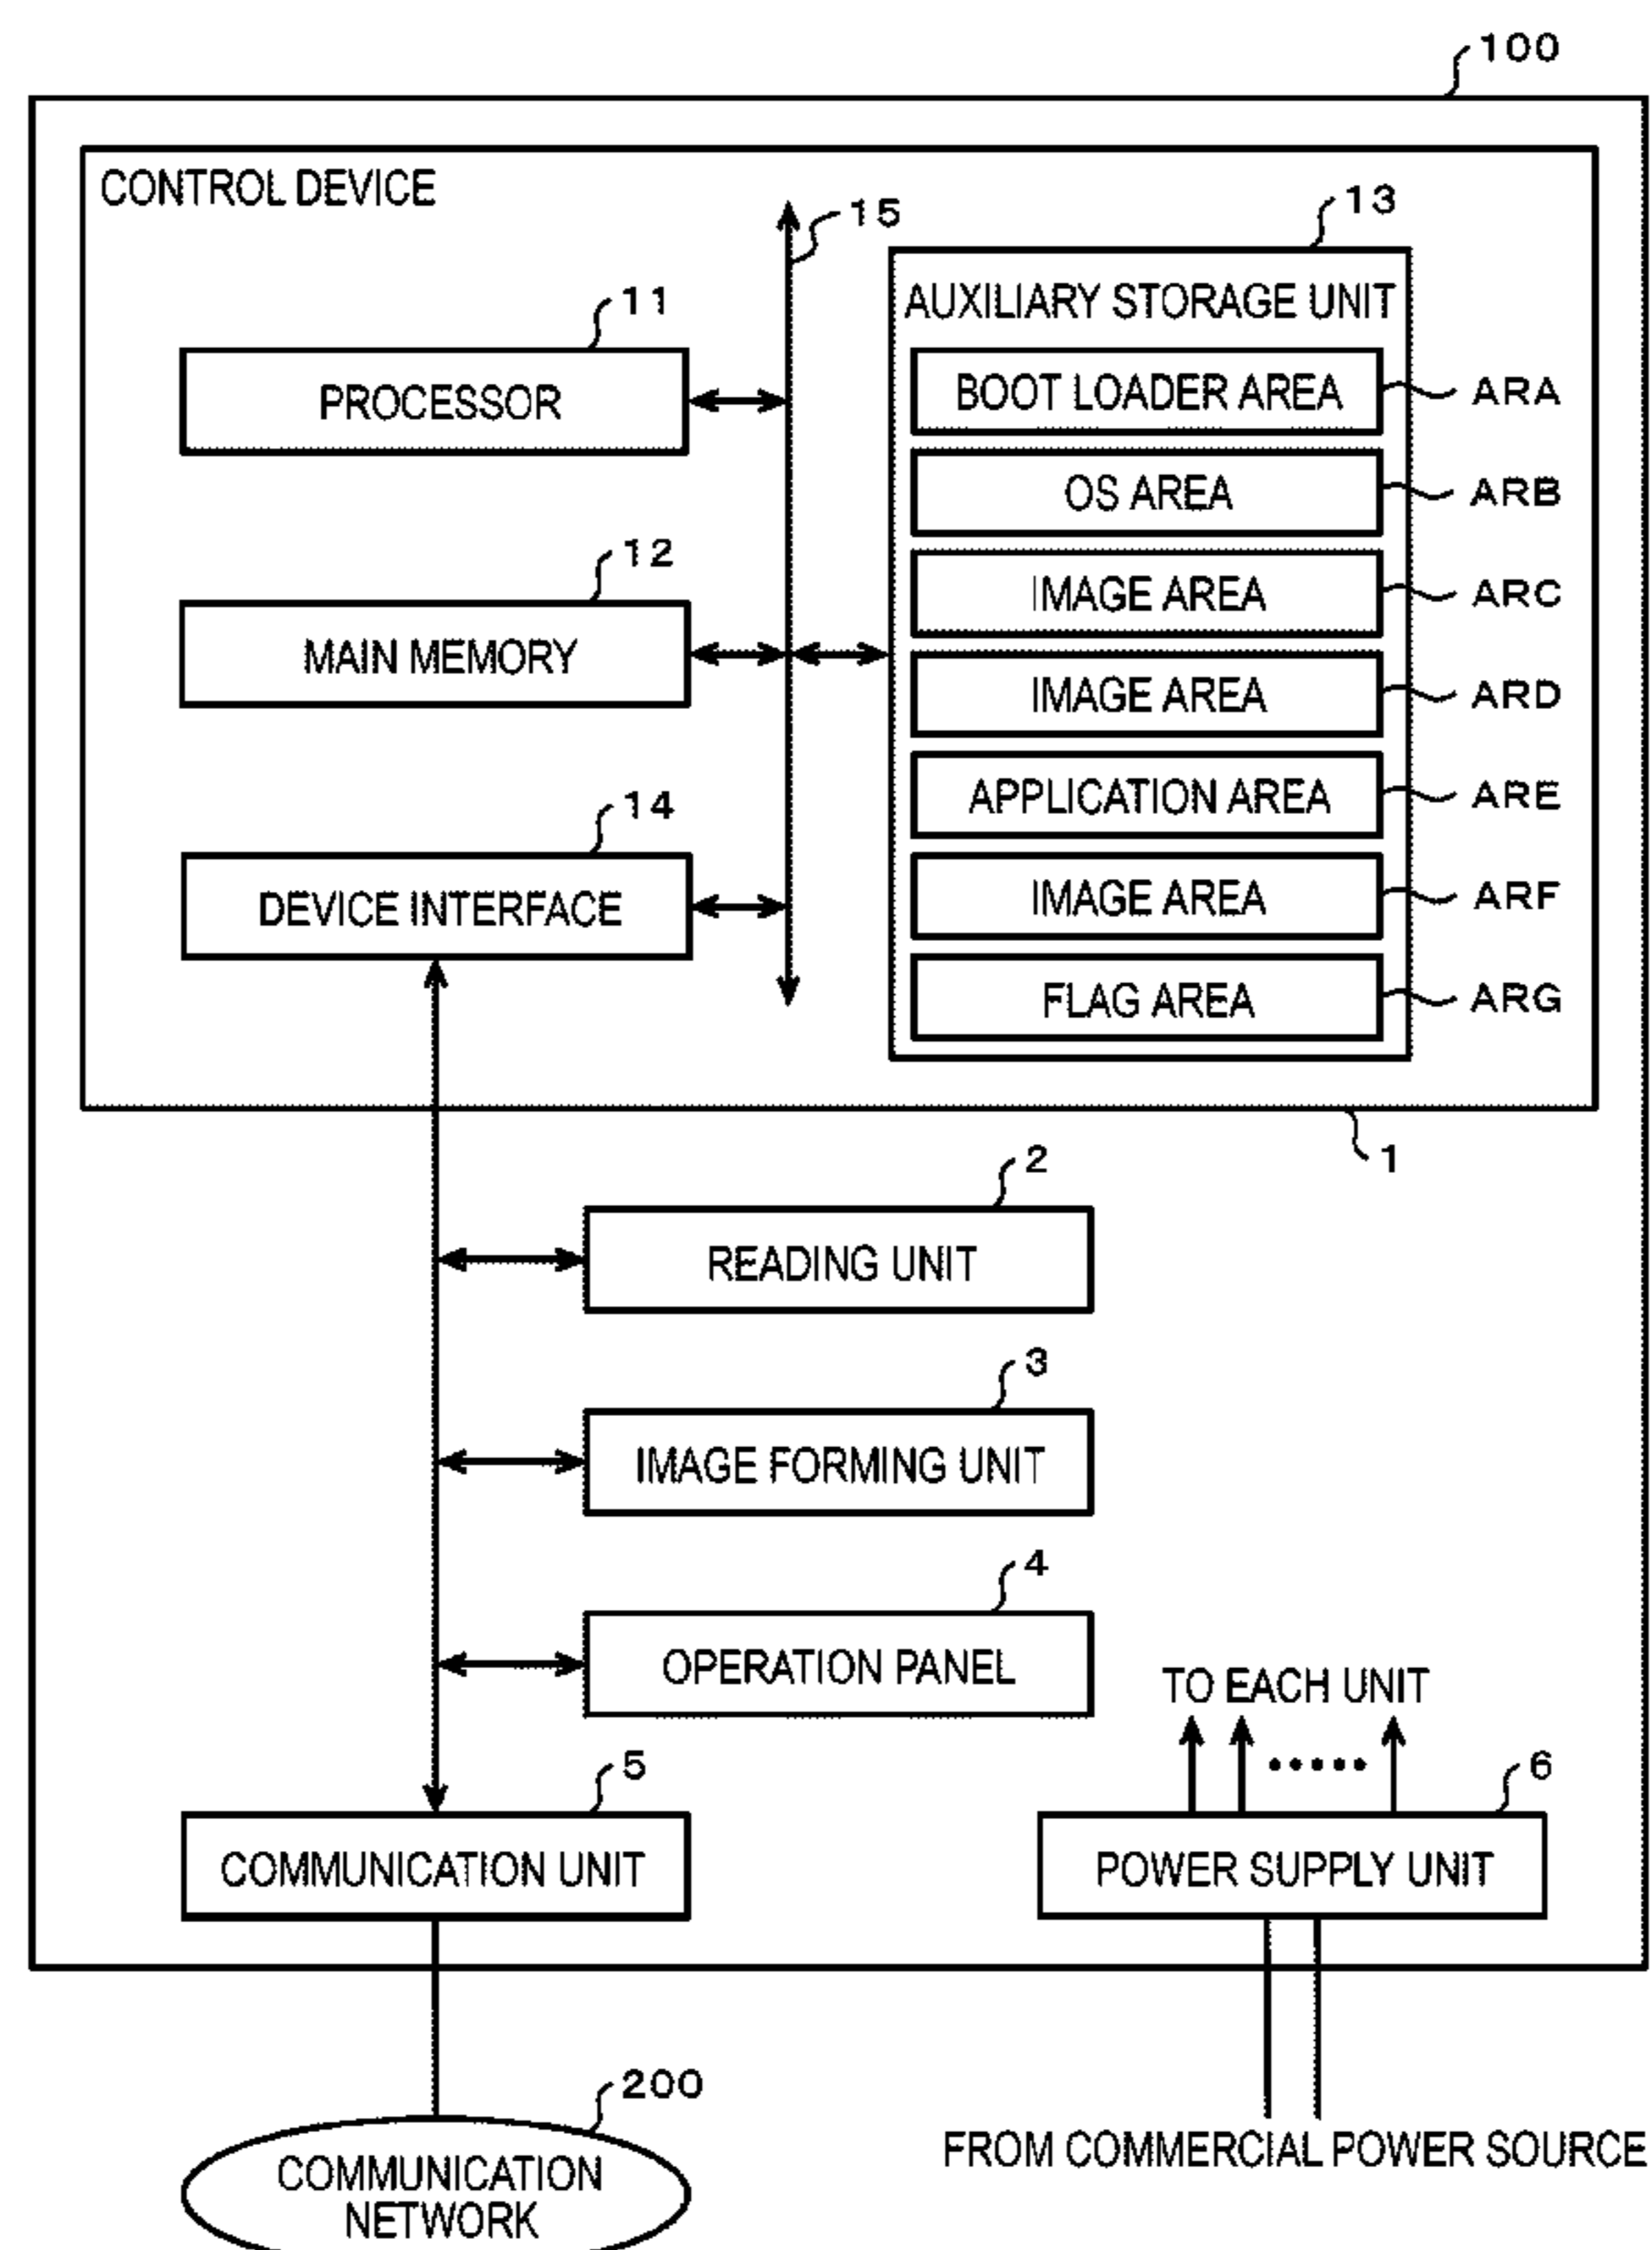 100
CONTROL DEVICE
15
13
AUXILIARY STORAGE UNIT
11
PROCESSOR
BOOT LOADER AREA
ARA
OS AREA
ARB
12
MAIN MEMORY
IMAGE AREA
ARC
IMAGE AREA
ARD
APPLICATION AREA
ARE
14
DEVICE INTERFACE
IMAGE AREA
ARF
FLAG AREA
ARG
1
2
READING UNIT
3
IMAGE FORMING UNIT
4
OPERATION PANEL
TO EACH UNIT
5
COMMUNICATION UNIT
6
POWER SUPPLY UNIT
200
COMMUNICATION
NETWORK
FROM COMMERCIAL POWER SOURCE